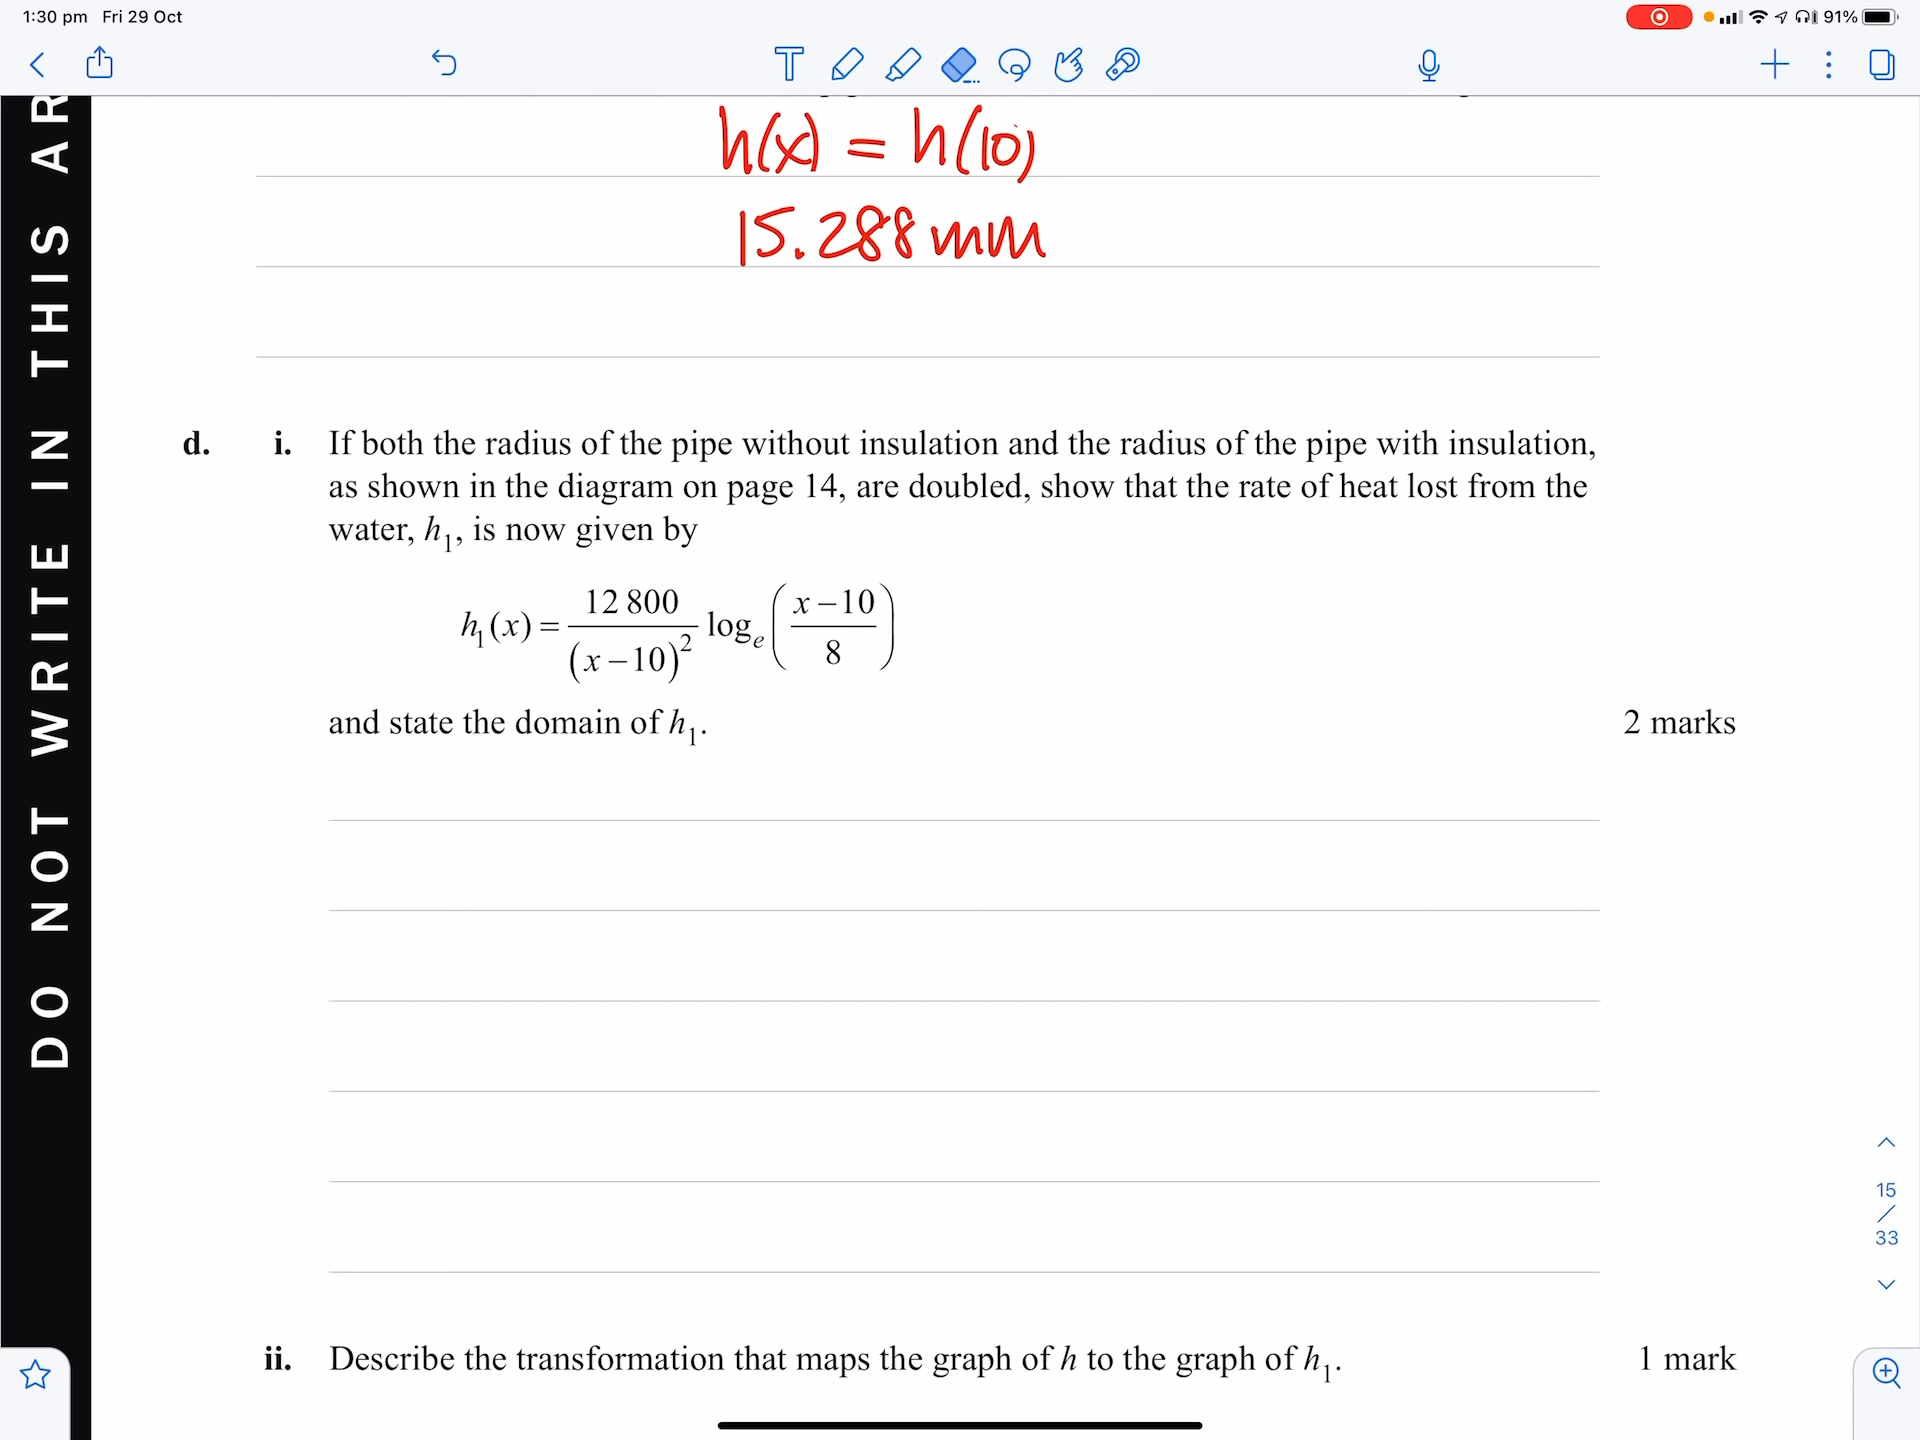 1:30 pm Fri 29 Oct
91%
T
DO NOT WRITE IN THIS AR
h(x) = h(10)
15.288 mm
d. i. If both the radius of the pipe without insulation and the radius of the pipe with insulation,
as shown in the diagram on page 14, are doubled, show that the rate of heat lost from the
water, h₁, is now given by
h₁(x) = 12 800 / (x − 10)² logₑ((x − 10) / 8)
and state the domain of h₁. 2 marks
15
/
33
ii. Describe the transformation that maps the graph of h to the graph of h₁. 1 mark